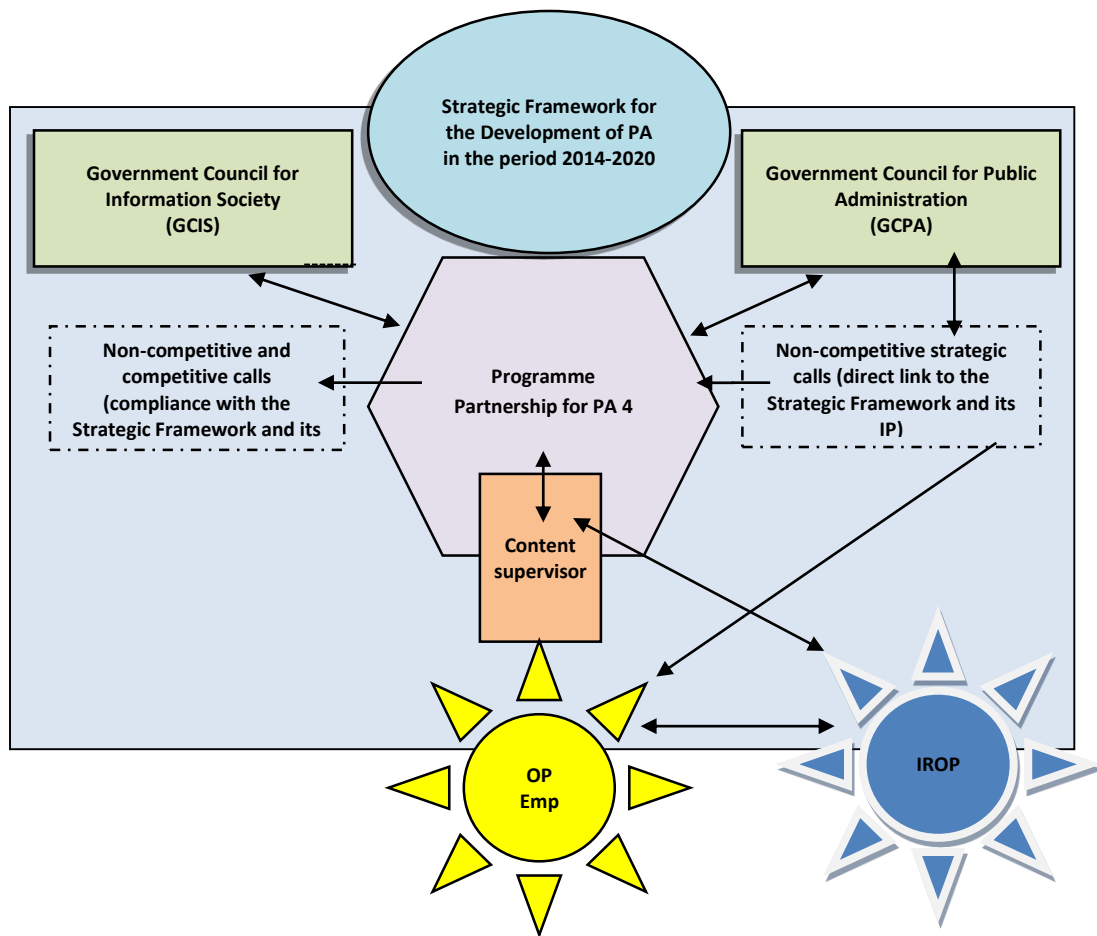 Strategic Framework for
the Development of PA
in the period 2014-2020
Government Council for
Information Society
(GCIS)
Government Council for Public
Administration
(GCPA)
Non-competitive and
competitive calls
(compliance with the
Strategic Framework and its
Programme
Partnership for PA 4
Non-competitive strategic
calls (direct link to the
Strategic Framework and its
IP)
Content
supervisor
OP
Emp
IROP